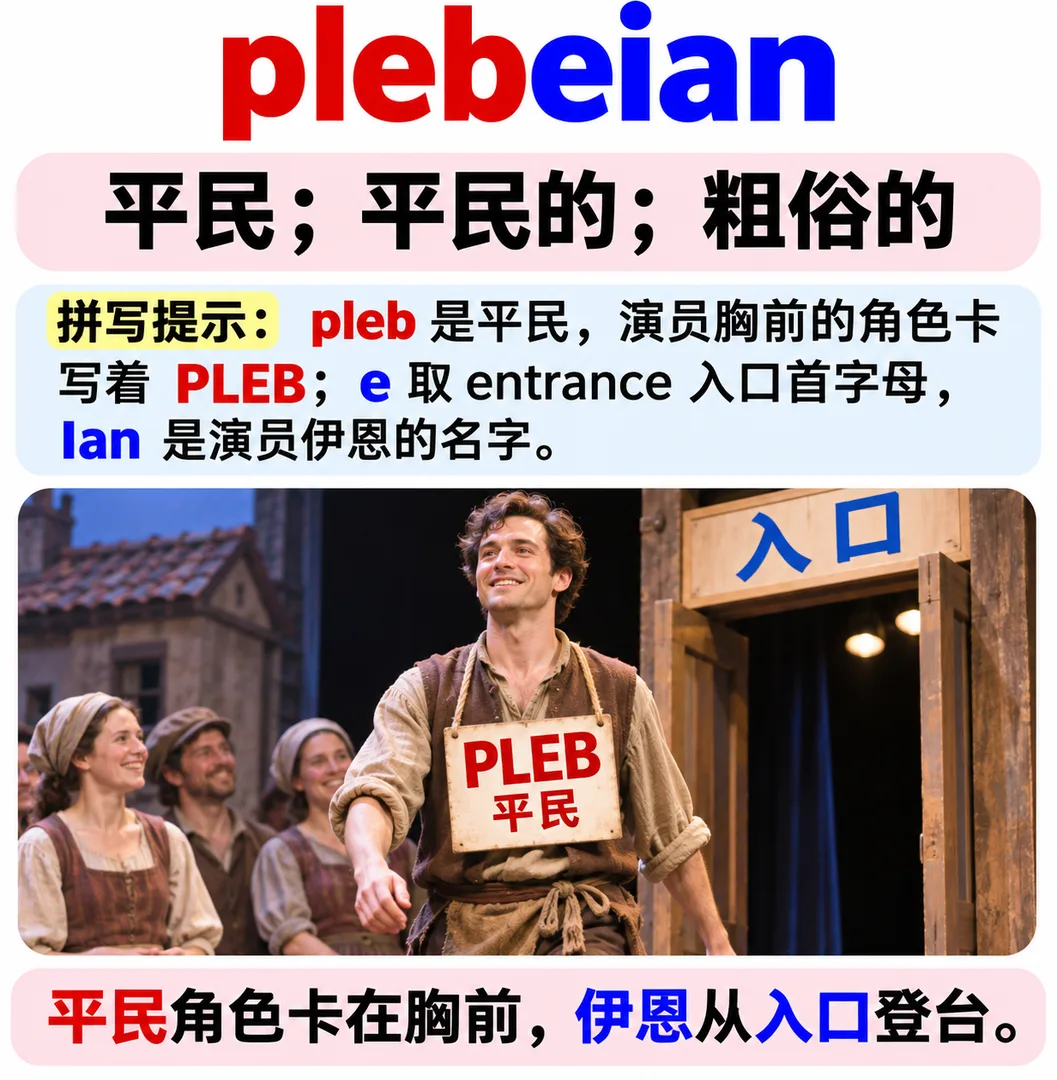 plebeian
平民；平民的；粗俗的
拼写提示： pleb 是平民，演员胸前的角色卡
写着 PLEB；e 取 entrance 入口首字母，
Ian 是演员伊恩的名字。
入口
PLEB
平民
平民角色卡在胸前，伊恩从入口登台。